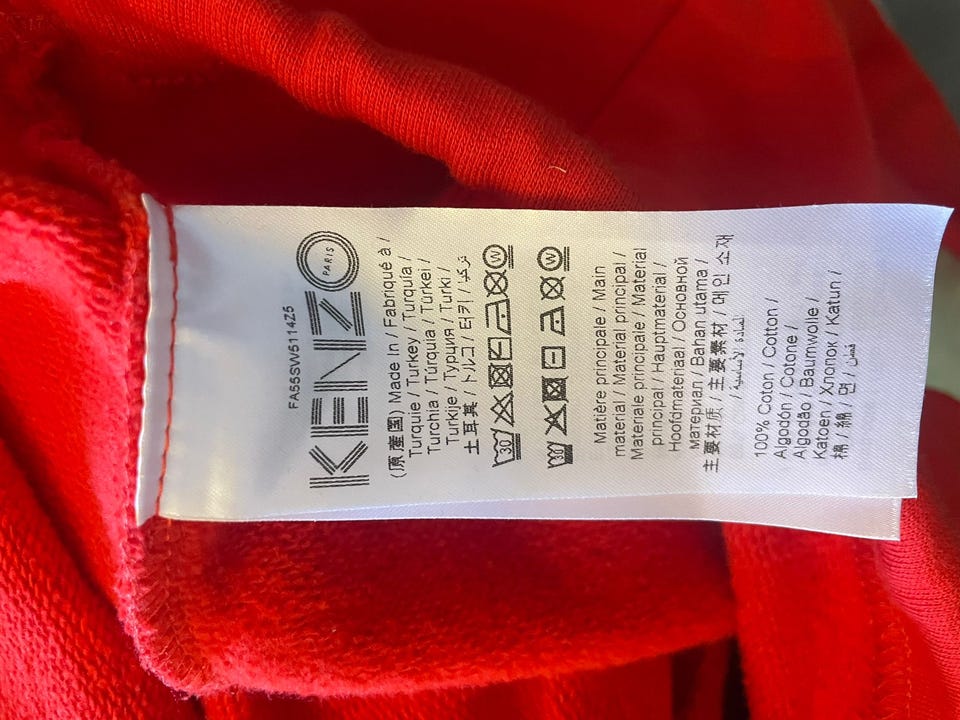 FA55SW5114Z5
KENZO
PARIS
(原產国) Made In / Fabriqué à /
Turquie / Turkey / Turquía /
Turchia / Túrquia / Türkei /
Turkije / Турция / Turki /
土耳其 / トルコ / 터키 / تركيا
30 W
W
Matière principale / Main
material / Material principal /
Materiale principale / Material
principal / Hauptmaterial /
Hoofdmateriaal / Основной
материал / Bahan utama /
主要材质 / 主要素材 / 메인 소재
/ المادة الأساسية
100% Coton / Cotton /
Algodón / Cotone /
Algodão / Baumwolle /
Katoen / Хлопок / Katun /
棉 / 綿 / 면 / قطن